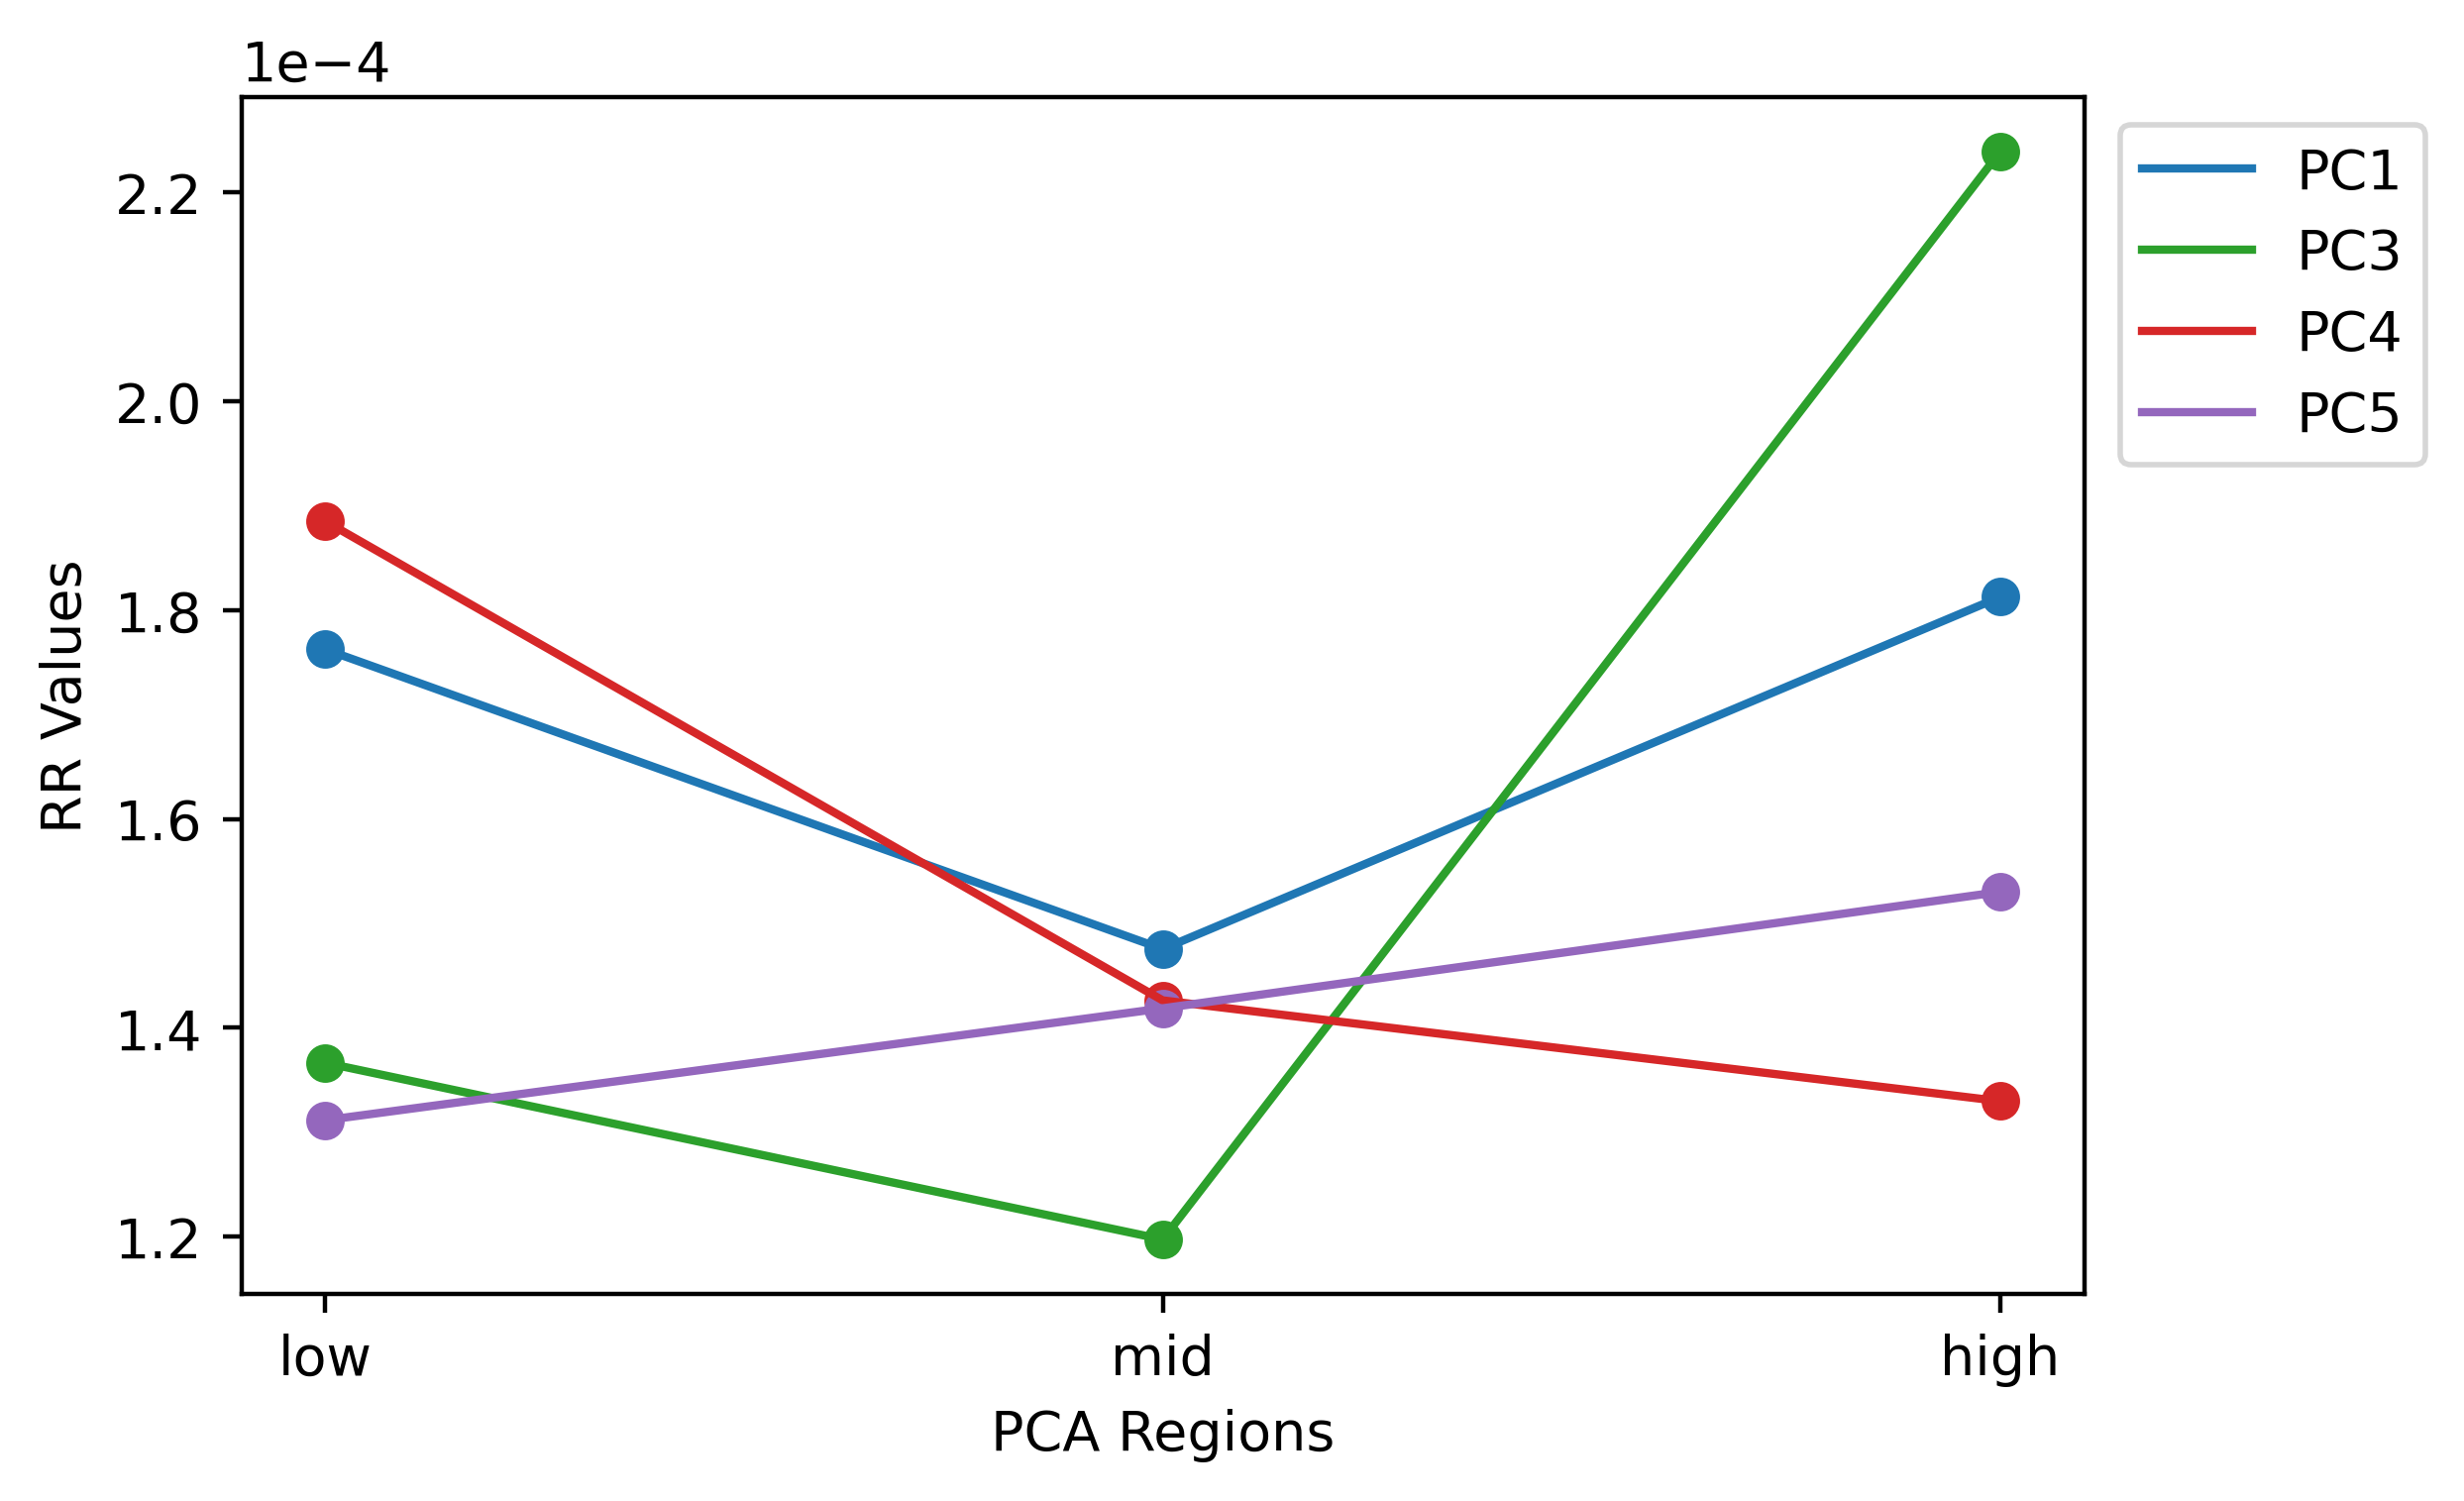 1e−4
2.2
2.0
1.8
1.6
1.4
1.2
RR Values
low
mid
high
PCA Regions
PC1
PC3
PC4
PC5